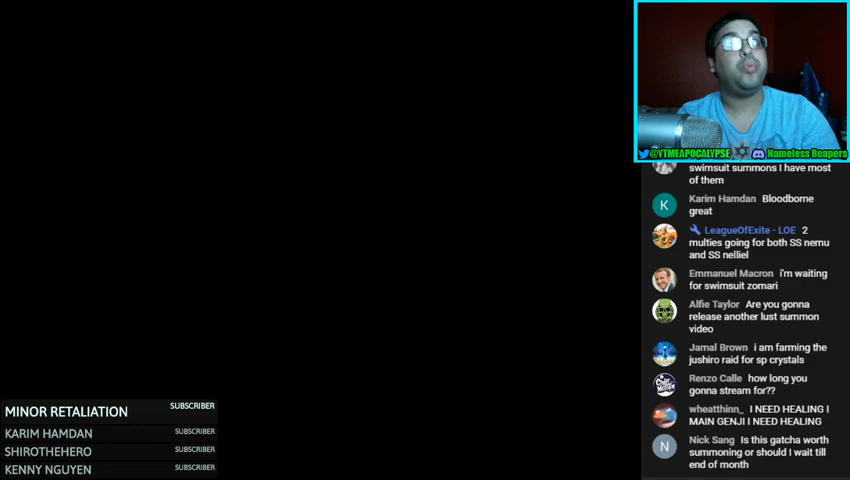 @YTMEAPOCALYPSE Nameless Reapers
swimsuit summons I have most
of them
Karim Hamdan Bloodborne
great
LeagueOfExite - LOE 2
multies going for both SS nemu
and SS nelliel
Emmanuel Macron i'm waiting
for swimsuit zomari
Alfie Taylor Are you gonna
release another lust summon
video
Jamal Brown i am farming the
jushiro raid for sp crystals
Renzo Calle how long you
gonna stream for??
wheatthinn_ I NEED HEALING I
MAIN GENJI I NEED HEALING
Nick Sang Is this gatcha worth
summoning or should I wait till
end of month
MINOR RETALIATION SUBSCRIBER
KARIM HAMDAN SUBSCRIBER
SHIROTHEHERO SUBSCRIBER
KENNY NGUYEN SUBSCRIBER